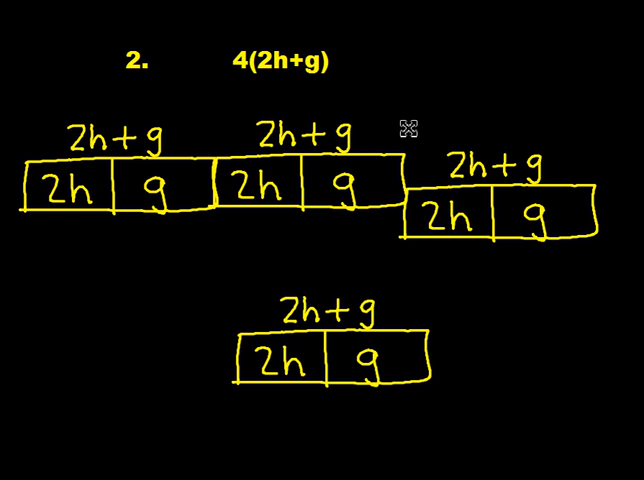 2. 4(2h+g)
2h+g 2h+g 2h+g
2h g 2h g 2h g
2h+g
2h g